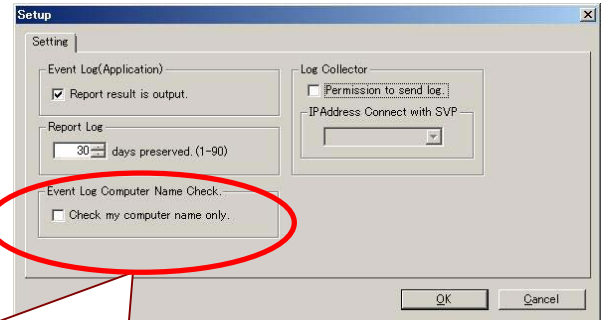 Setup
Setting
Event Log(Application)
Report result is output.
Report Log
30 days preserved. (1-90)
Event Log Computer Name Check.
Check my computer name only.
Log Collector
Permission to send log.
IPAddress Connect with SVP
OK
Cancel